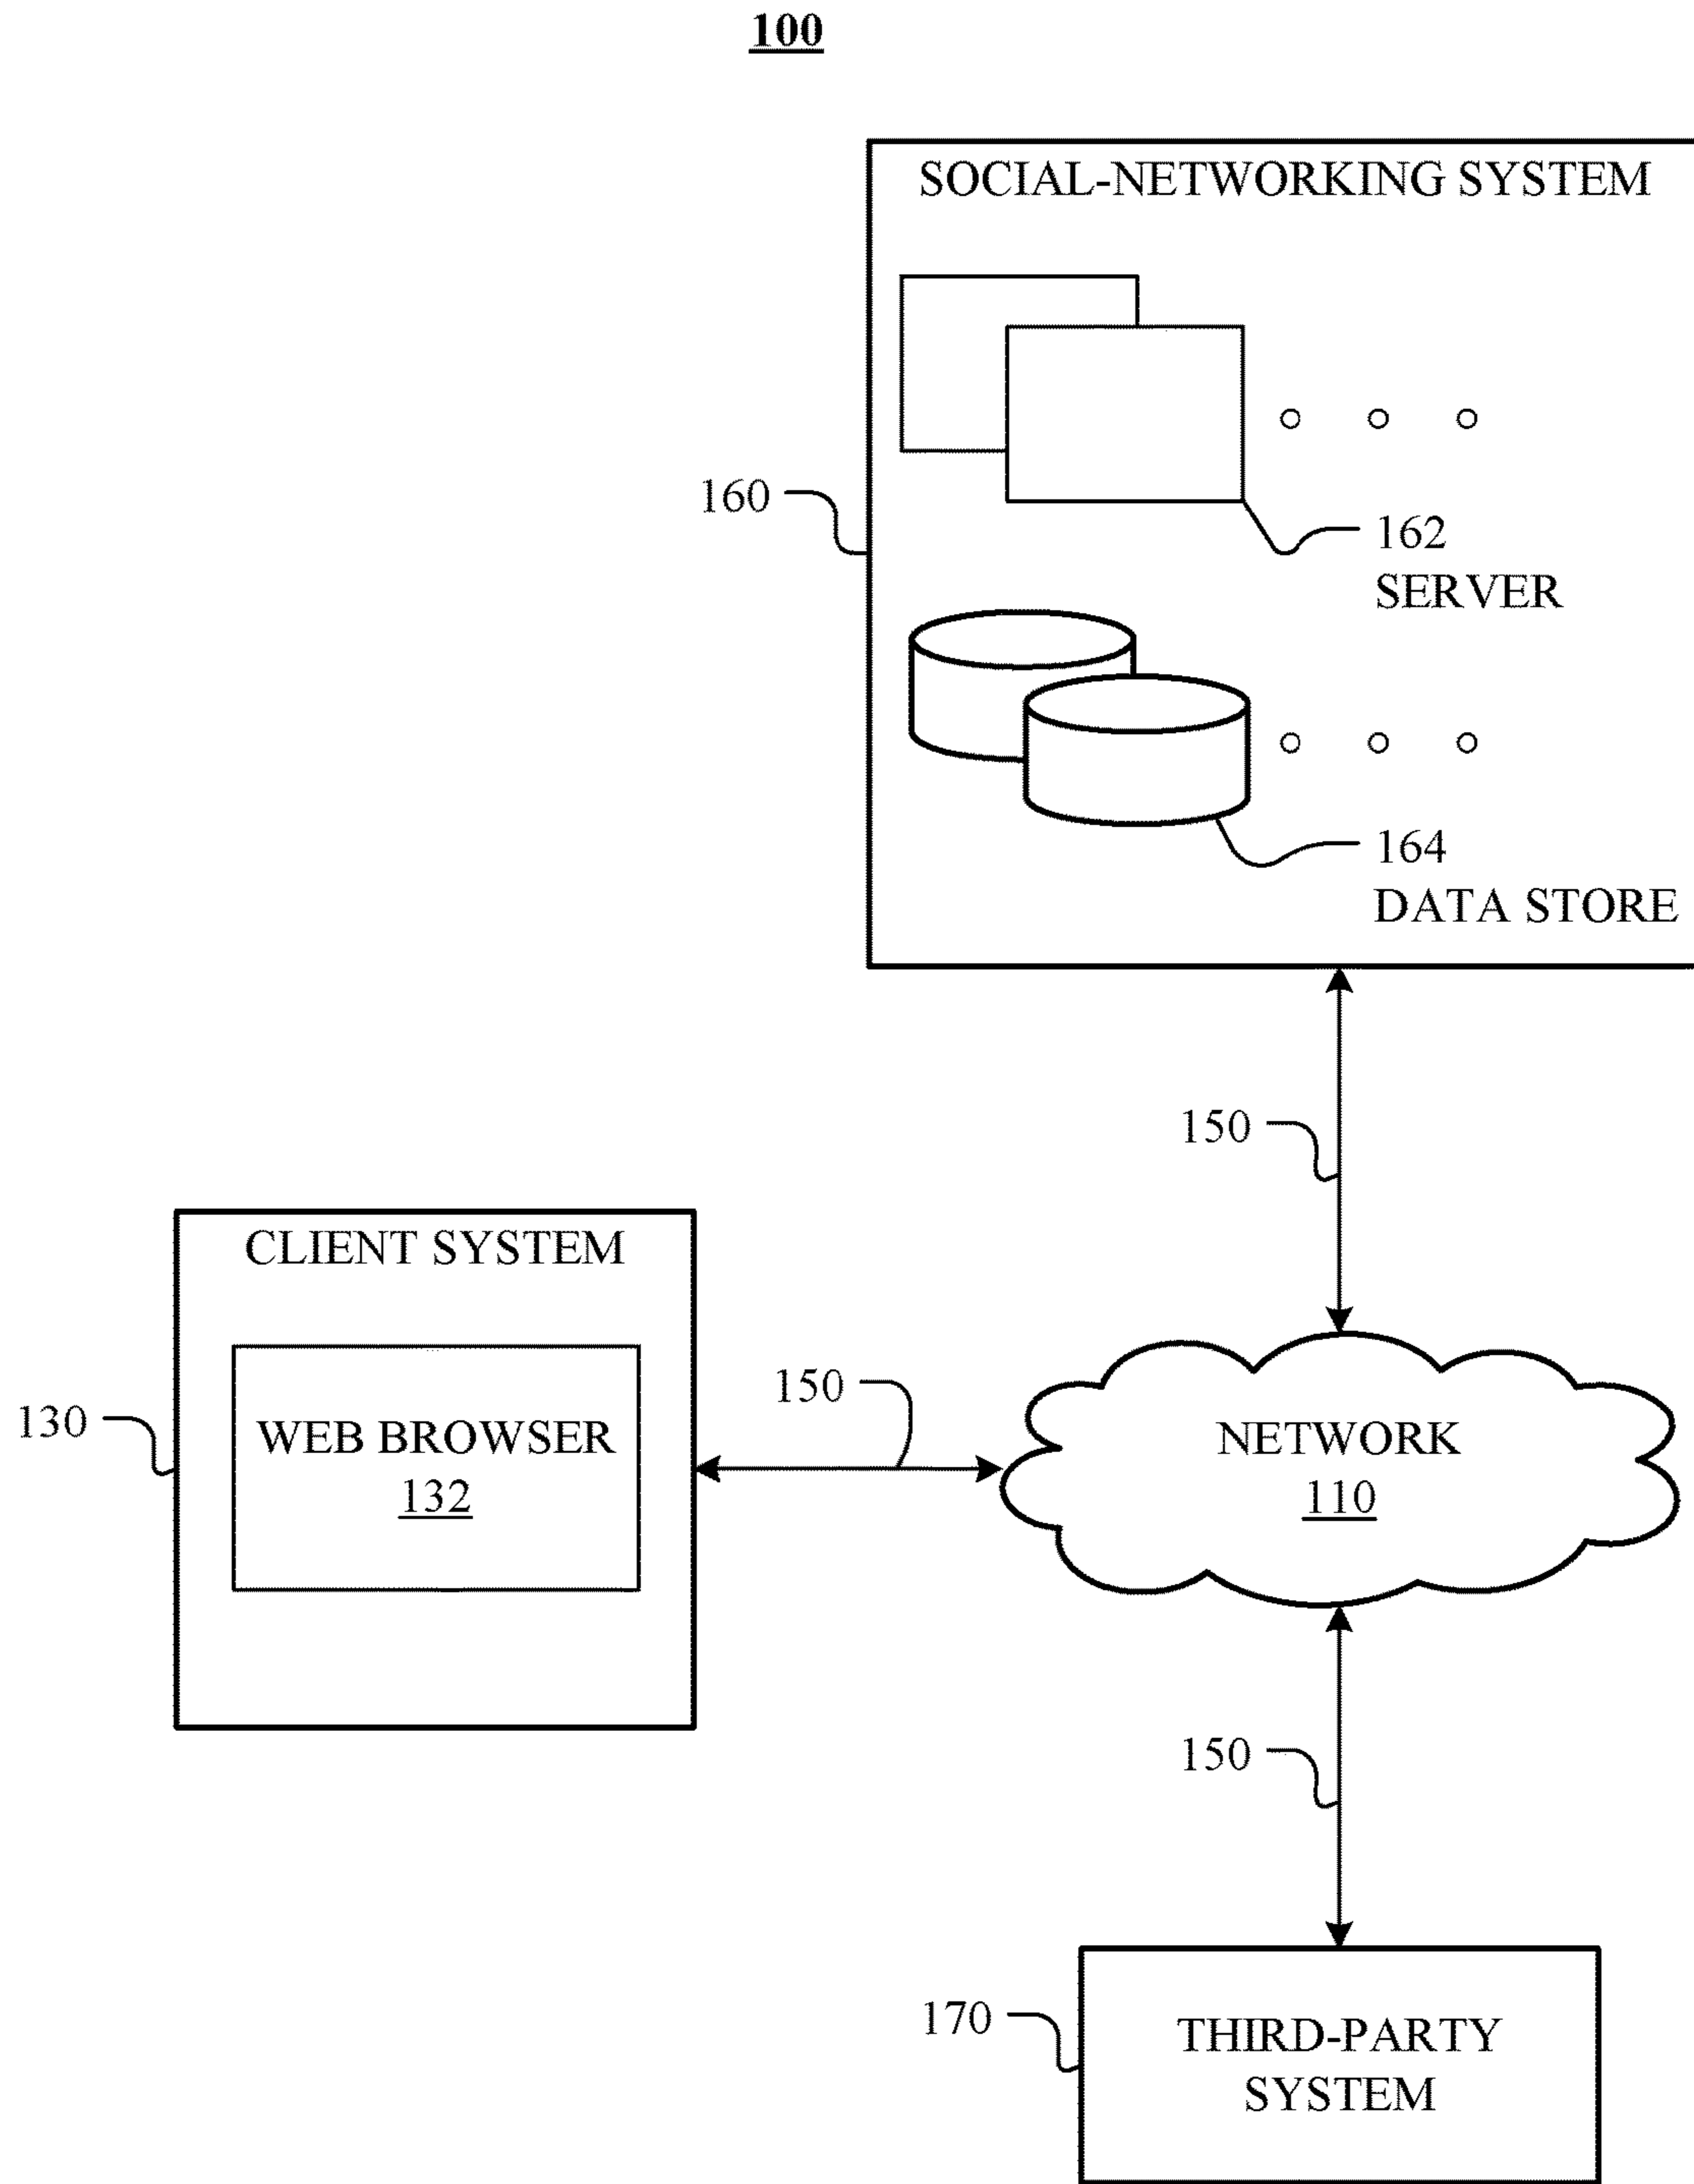 100
SOCIAL-NETWORKING SYSTEM
160
162
SERVER
164
DATA STORE
150
CLIENT SYSTEM
130
WEB BROWSER
132
150
NETWORK
110
150
170
THIRD-PARTY
SYSTEM